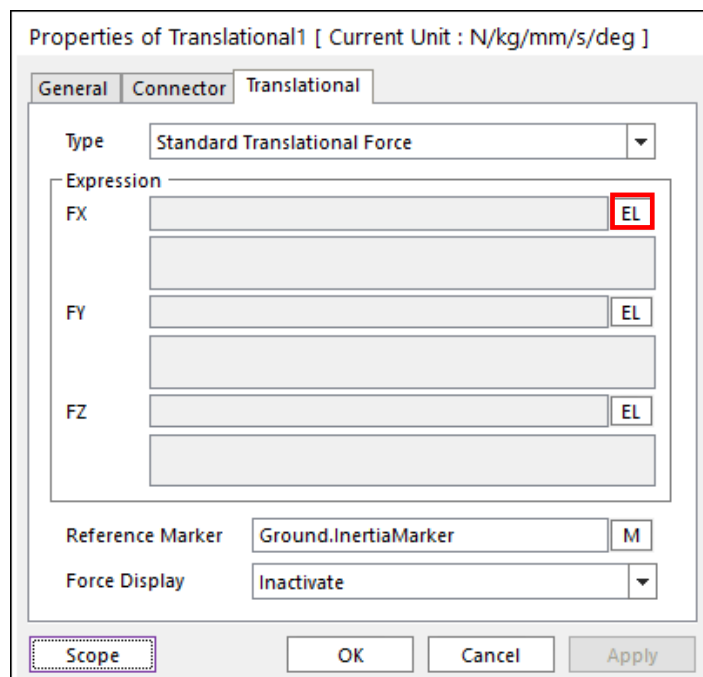 Properties of Translational1 [ Current Unit : N/kg/mm/s/deg ]
General Connector Translational
Type Standard Translational Force
Expression
FX EL
FY EL
FZ EL
Reference Marker Ground.InertiaMarker M
Force Display Inactivate
Scope OK Cancel Apply